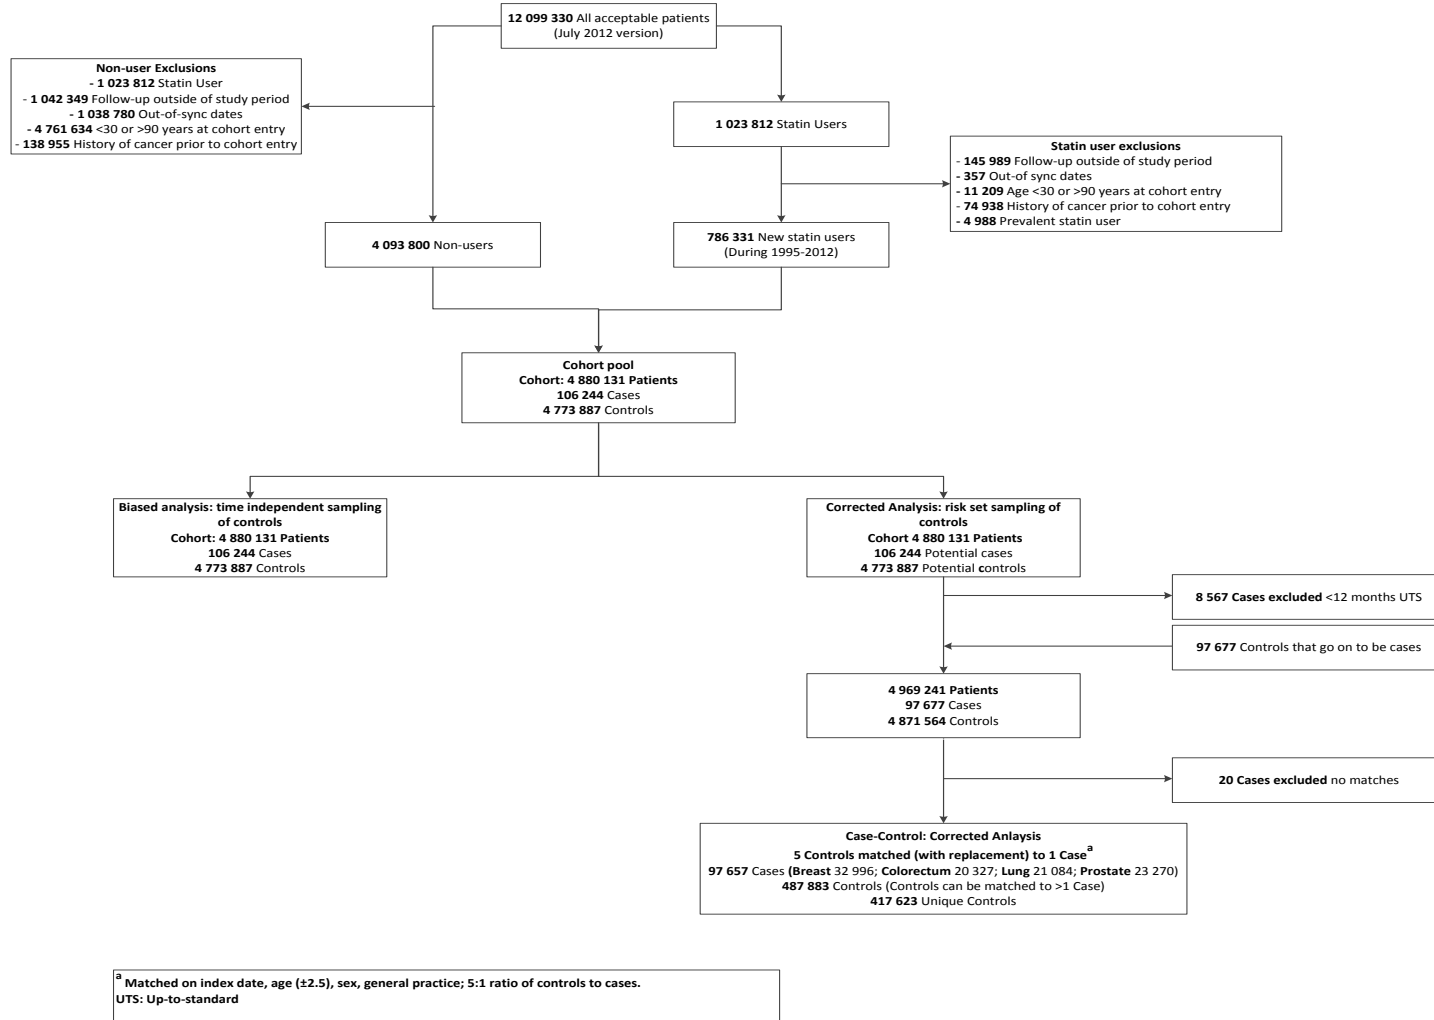 12 099 330 All acceptable patients
(July 2012 version)
Non-user Exclusions
- 1 023 812 Statin User
- 1 042 349 Follow-up outside of study period
- 1 038 780 Out-of-sync dates
- 4 761 634 <30 or >90 years at cohort entry
- 138 955 History of cancer prior to cohort entry
1 023 812 Statin Users
Statin user exclusions
- 145 989 Follow-up outside of study period
- 357 Out-of sync dates
- 11 209 Age <30 or >90 years at cohort entry
- 74 938 History of cancer prior to cohort entry
- 4 988 Prevalent statin user
4 093 800 Non-users
786 331 New statin users
(During 1995-2012)
Cohort pool
Cohort: 4 880 131 Patients
106 244 Cases
4 773 887 Controls
Biased analysis: time independent sampling
of controls
Cohort: 4 880 131 Patients
106 244 Cases
4 773 887 Controls
Corrected Analysis: risk set sampling of
controls
Cohort 4 880 131 Patients
106 244 Potential cases
4 773 887 Potential controls
8 567 Cases excluded <12 months UTS
97 677 Controls that go on to be cases
4 969 241 Patients
97 677 Cases
4 871 564 Controls
20 Cases excluded no matches
Case-Control: Corrected Anlaysis
5 Controls matched (with replacement) to 1 Case a
97 657 Cases (Breast 32 996; Colorectum 20 327; Lung 21 084; Prostate 23 270)
487 883 Controls (Controls can be matched to >1 Case)
417 623 Unique Controls
a Matched on index date, age (±2.5), sex, general practice; 5:1 ratio of controls to cases.
UTS: Up-to-standard